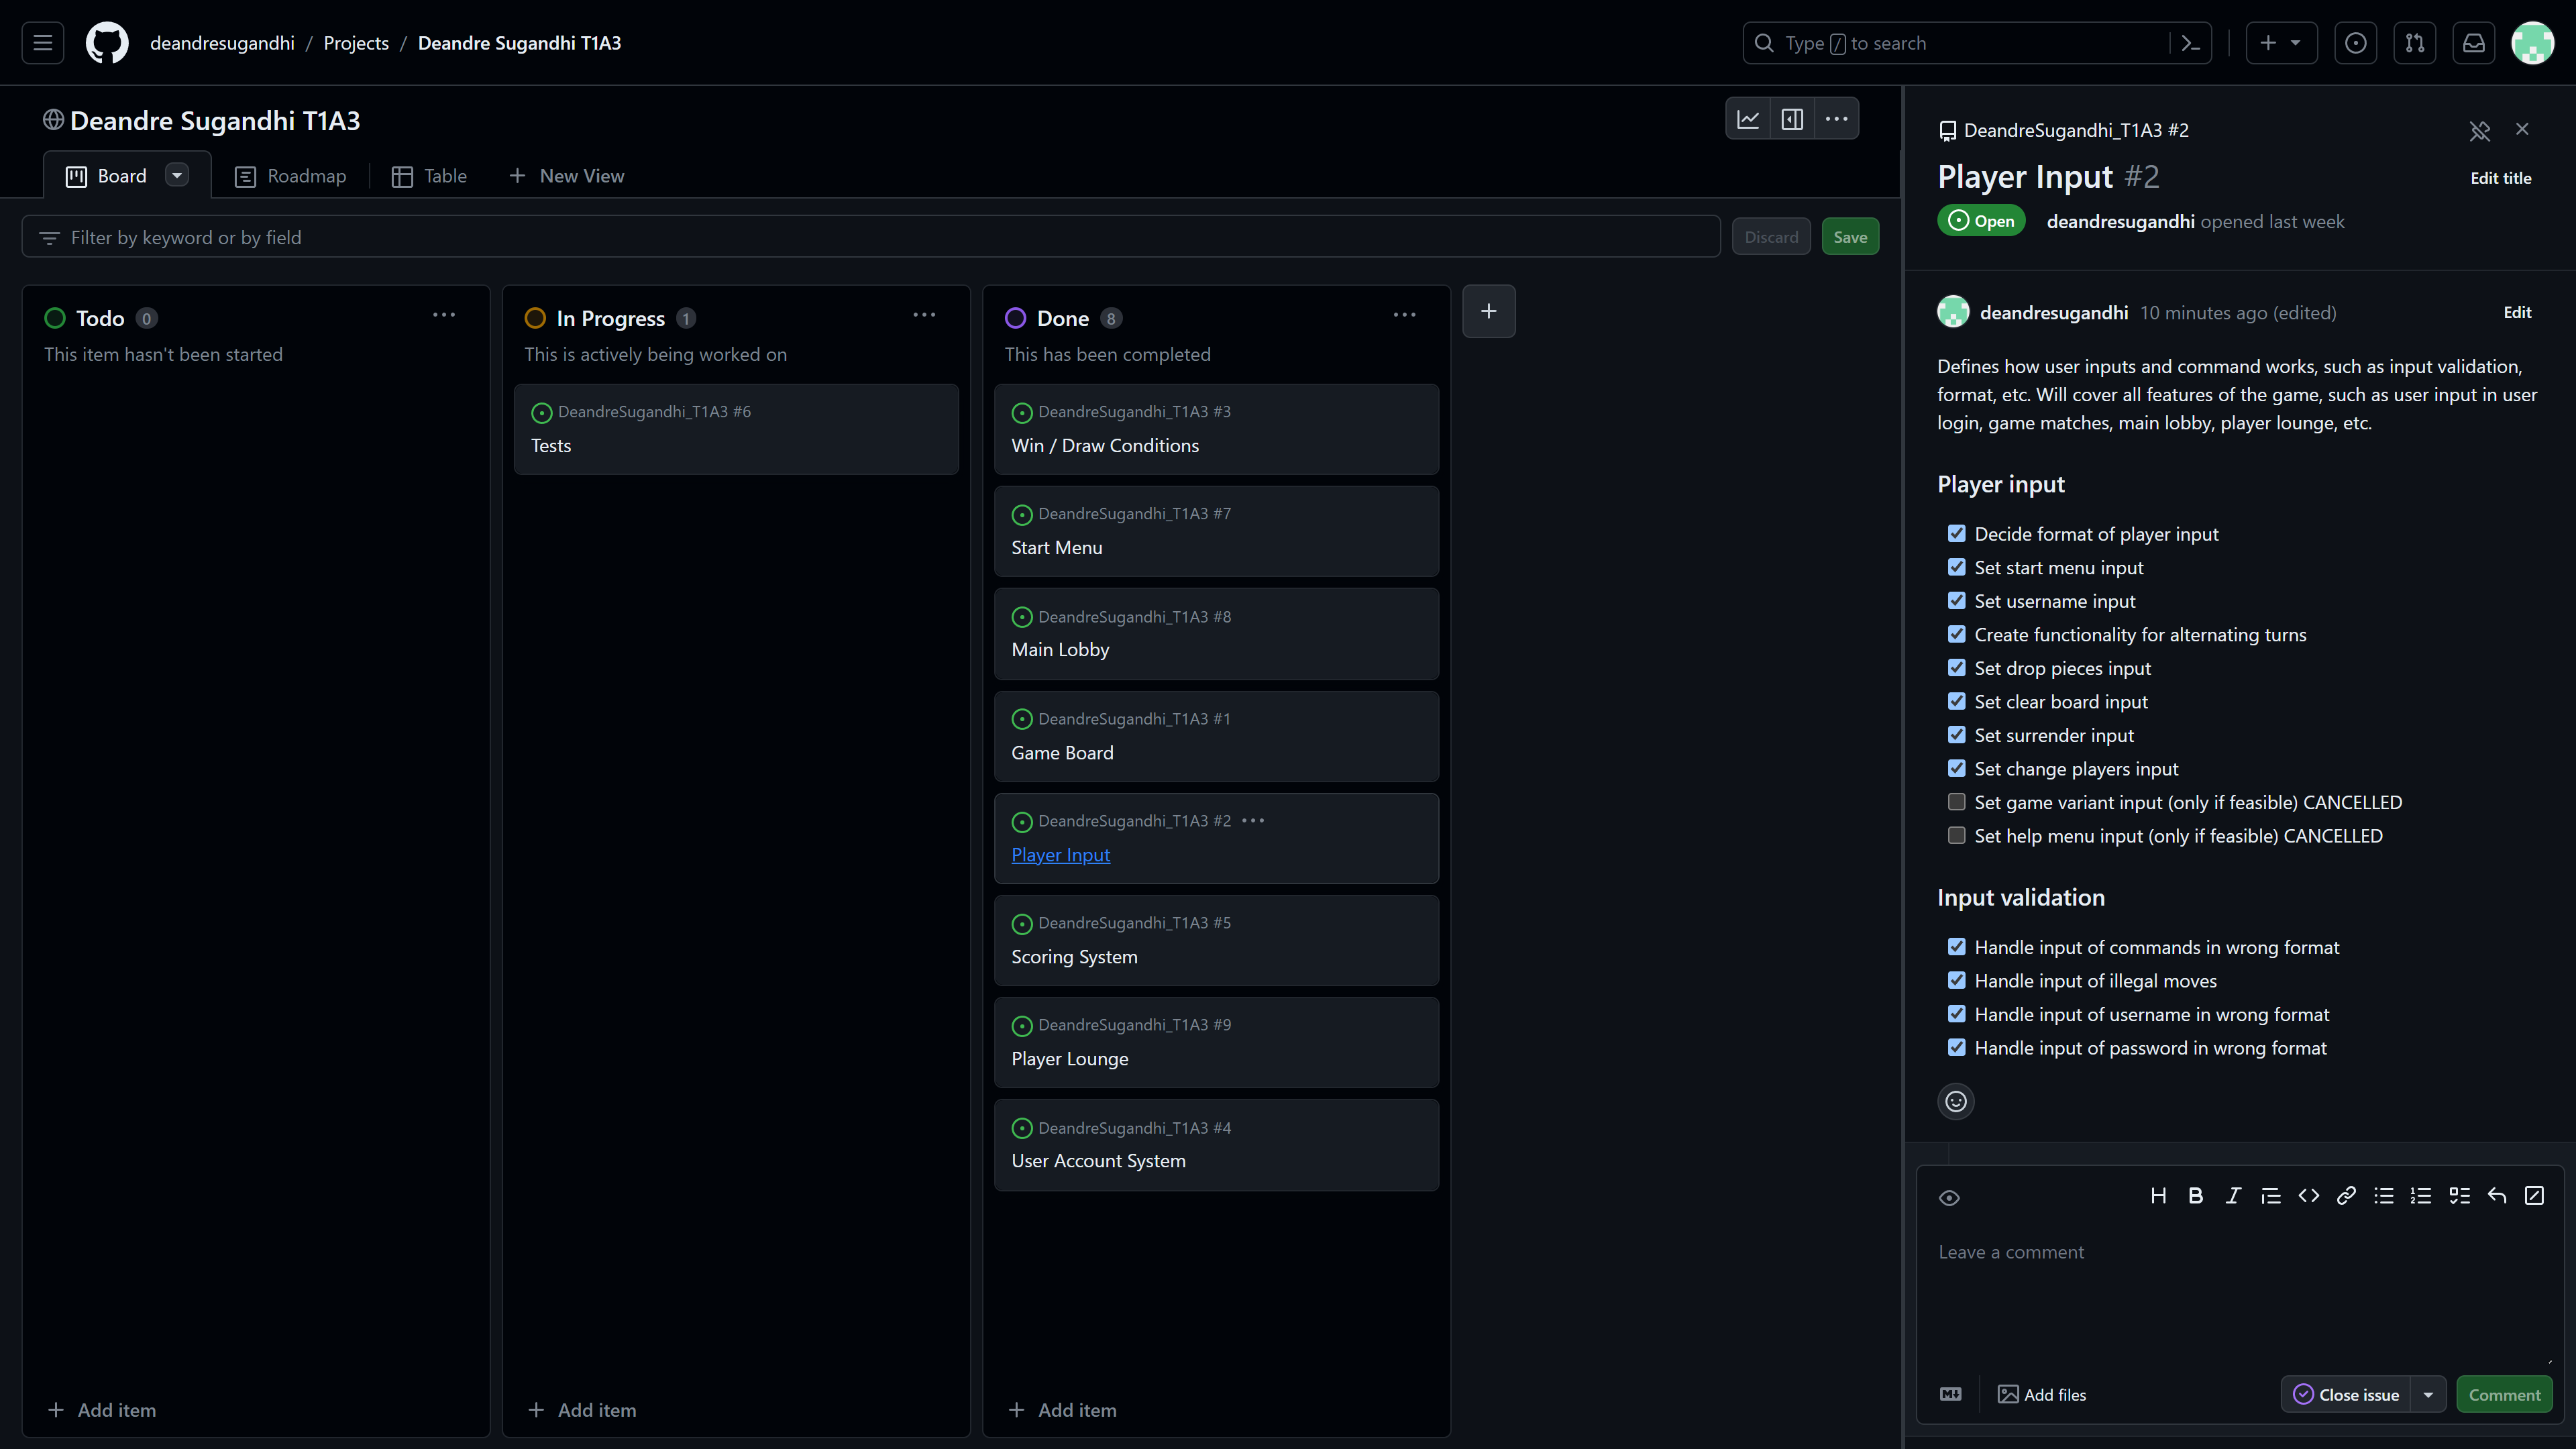 deandresugandhi / Projects / Deandre Sugandhi T1A3
Type / to search
Deandre Sugandhi T1A3
Board
Roadmap
Table
New View
Filter by keyword or by field
Discard
Save
Todo 0
This item hasn't been started
Add item
In Progress 1
This is actively being worked on
DeandreSugandhi_T1A3 #6
Tests
Add item
Done 8
This has been completed
DeandreSugandhi_T1A3 #3
Win / Draw Conditions
DeandreSugandhi_T1A3 #7
Start Menu
DeandreSugandhi_T1A3 #8
Main Lobby
DeandreSugandhi_T1A3 #1
Game Board
DeandreSugandhi_T1A3 #2
Player Input
DeandreSugandhi_T1A3 #5
Scoring System
DeandreSugandhi_T1A3 #9
Player Lounge
DeandreSugandhi_T1A3 #4
User Account System
Add item
DeandreSugandhi_T1A3 #2
Player Input #2
Edit title
Open
deandresugandhi opened last week
deandresugandhi 10 minutes ago (edited)
Edit
Defines how user inputs and command works, such as input validation,
format, etc. Will cover all features of the game, such as user input in user
login, game matches, main lobby, player lounge, etc.
Player input
Decide format of player input
Set start menu input
Set username input
Create functionality for alternating turns
Set drop pieces input
Set clear board input
Set surrender input
Set change players input
Set game variant input (only if feasible) CANCELLED
Set help menu input (only if feasible) CANCELLED
Input validation
Handle input of commands in wrong format
Handle input of illegal moves
Handle input of username in wrong format
Handle input of password in wrong format
Leave a comment
Add files
Close issue
Comment